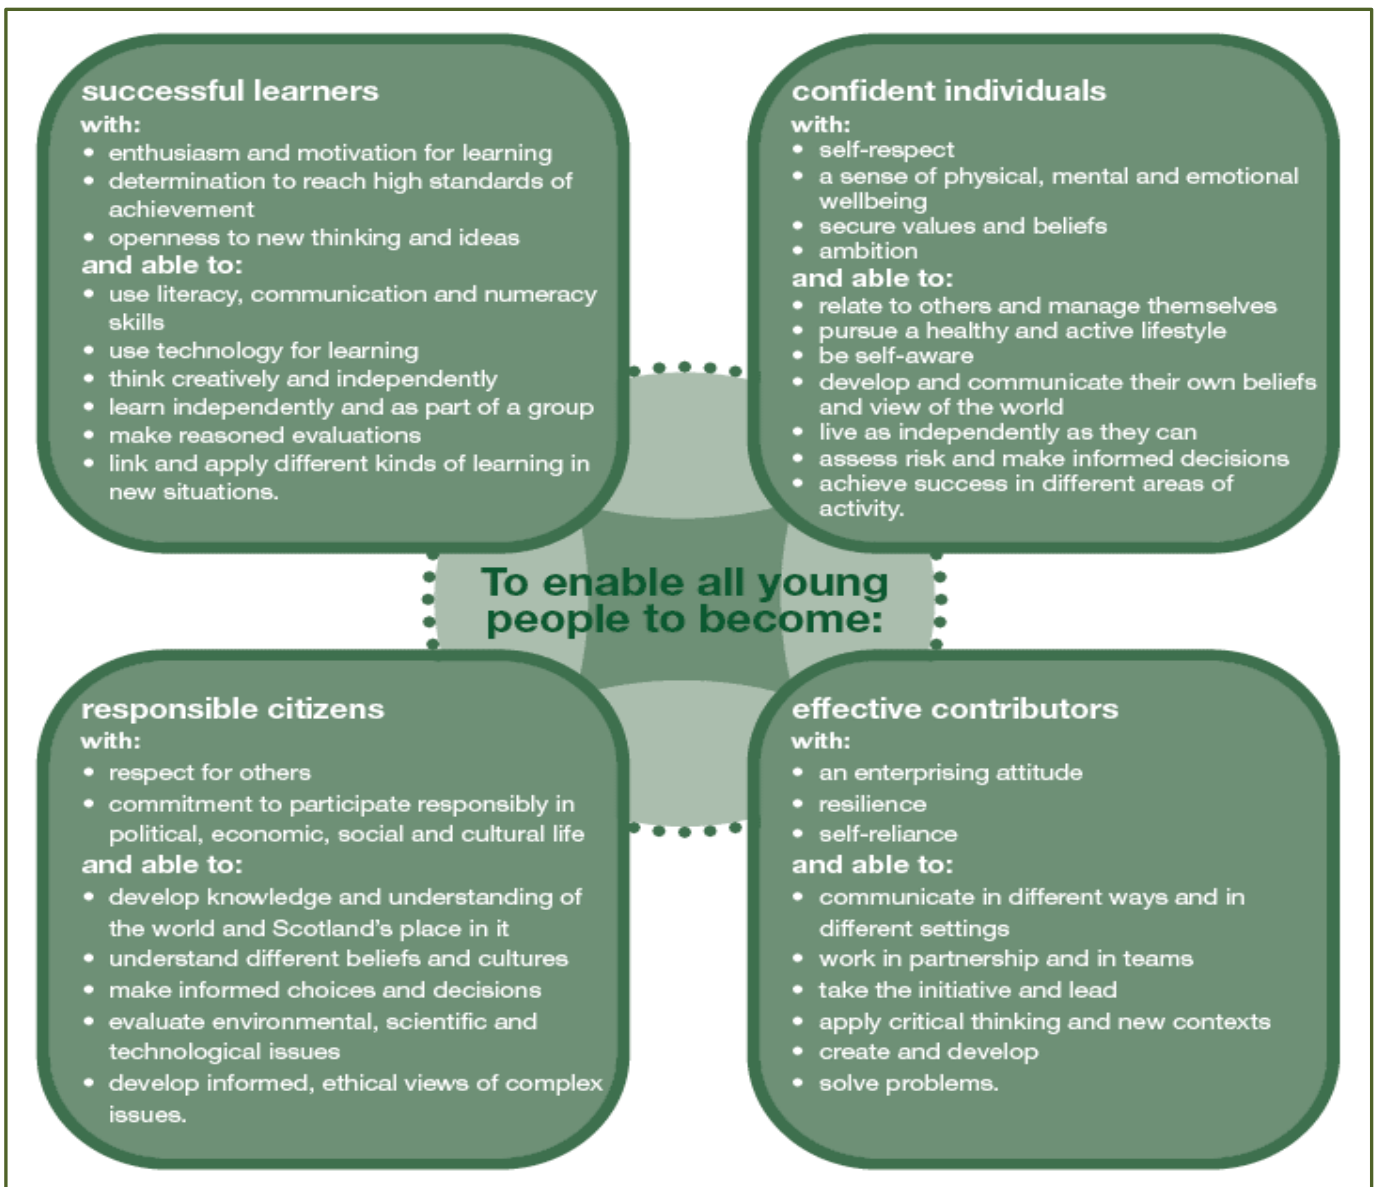 successful learners
with:
• enthusiasm and motivation for learning
• determination to reach high standards of
achievement
• openness to new thinking and ideas
and able to:
• use literacy, communication and numeracy
skills
• use technology for learning
• think creatively and independently
• learn independently and as part of a group
• make reasoned evaluations
• link and apply different kinds of learning in
new situations.
confident individuals
with:
• self-respect
• a sense of physical, mental and emotional
wellbeing
• secure values and beliefs
• ambition
and able to:
• relate to others and manage themselves
• pursue a healthy and active lifestyle
• be self-aware
• develop and communicate their own beliefs
and view of the world
• live as independently as they can
• assess risk and make informed decisions
• achieve success in different areas of
activity.
To enable all young
people to become:
responsible citizens
with:
• respect for others
• commitment to participate responsibly in
political, economic, social and cultural life
and able to:
• develop knowledge and understanding of
the world and Scotland’s place in it
• understand different beliefs and cultures
• make informed choices and decisions
• evaluate environmental, scientific and
technological issues
• develop informed, ethical views of complex
issues.
effective contributors
with:
• an enterprising attitude
• resilience
• self-reliance
and able to:
• communicate in different ways and in
different settings
• work in partnership and in teams
• take the initiative and lead
• apply critical thinking and new contexts
• create and develop
• solve problems.